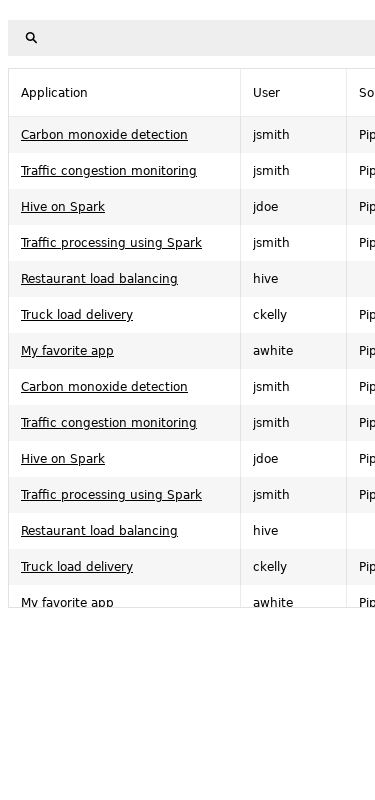 Application User So
Carbon monoxide detection jsmith Pip
Traffic congestion monitoring jsmith Pip
Hive on Spark jdoe Pip
Traffic processing using Spark jsmith Pip
Restaurant load balancing hive
Truck load delivery ckelly Pip
My favorite app awhite Pip
Carbon monoxide detection jsmith Pip
Traffic congestion monitoring jsmith Pip
Hive on Spark jdoe Pip
Traffic processing using Spark jsmith Pip
Restaurant load balancing hive
Truck load delivery ckelly Pip
My favorite app awhite Pip